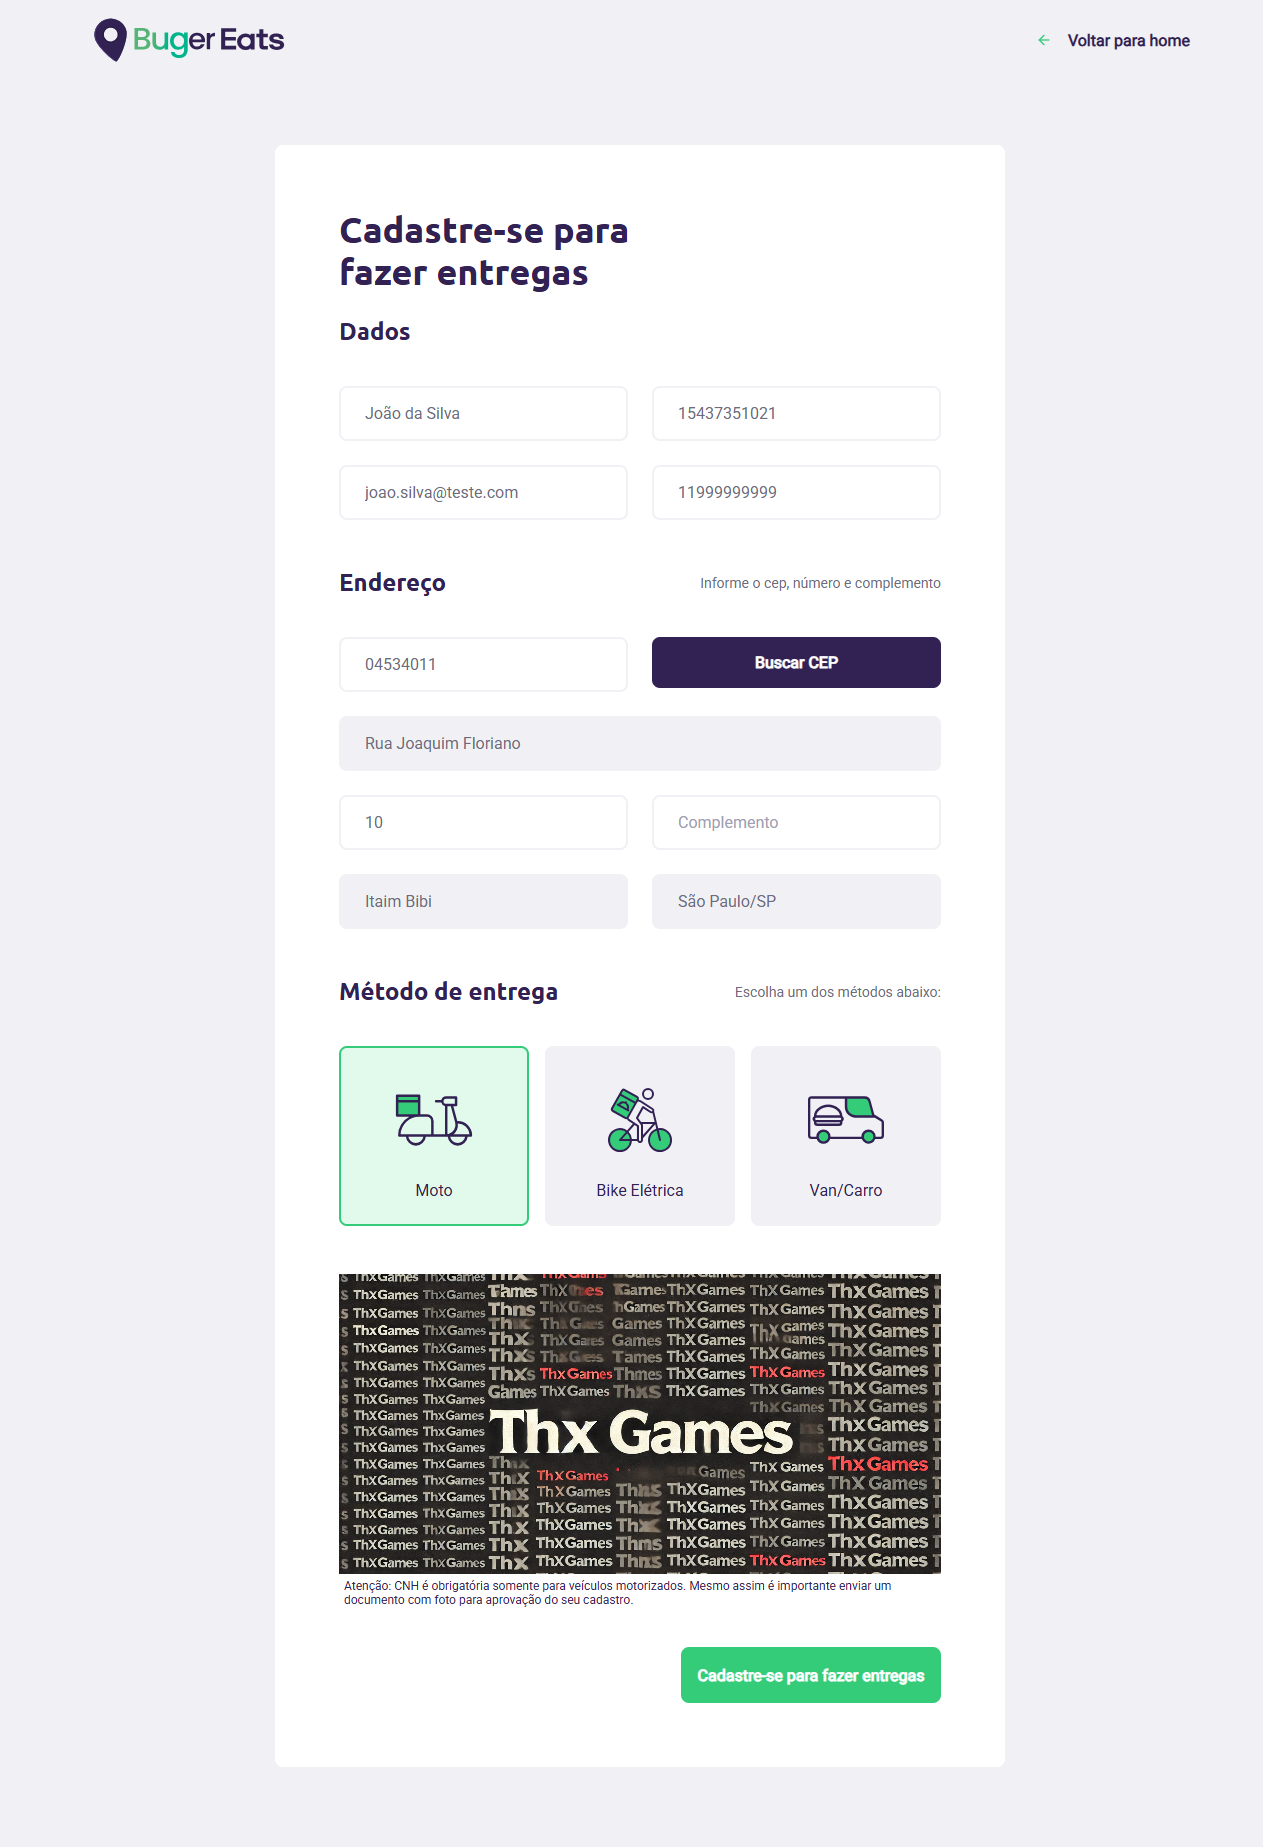 Buger Eats
Voltar para home
Cadastre-se para
fazer entregas
Dados
João da Silva
15437351021
joao.silva@teste.com
11999999999
Endereço
Informe o cep, número e complemento
04534011
Buscar CEP
Rua Joaquim Floriano
10
Complemento
Itaim Bibi
São Paulo/SP
Método de entrega
Escolha um dos métodos abaixo:
Moto
Bike Elétrica
Van/Carro
Thx Games
Atenção: CNH é obrigatória somente para veículos motorizados. Mesmo assim é importante enviar um
documento com foto para aprovação do seu cadastro.
Cadastre-se para fazer entregas